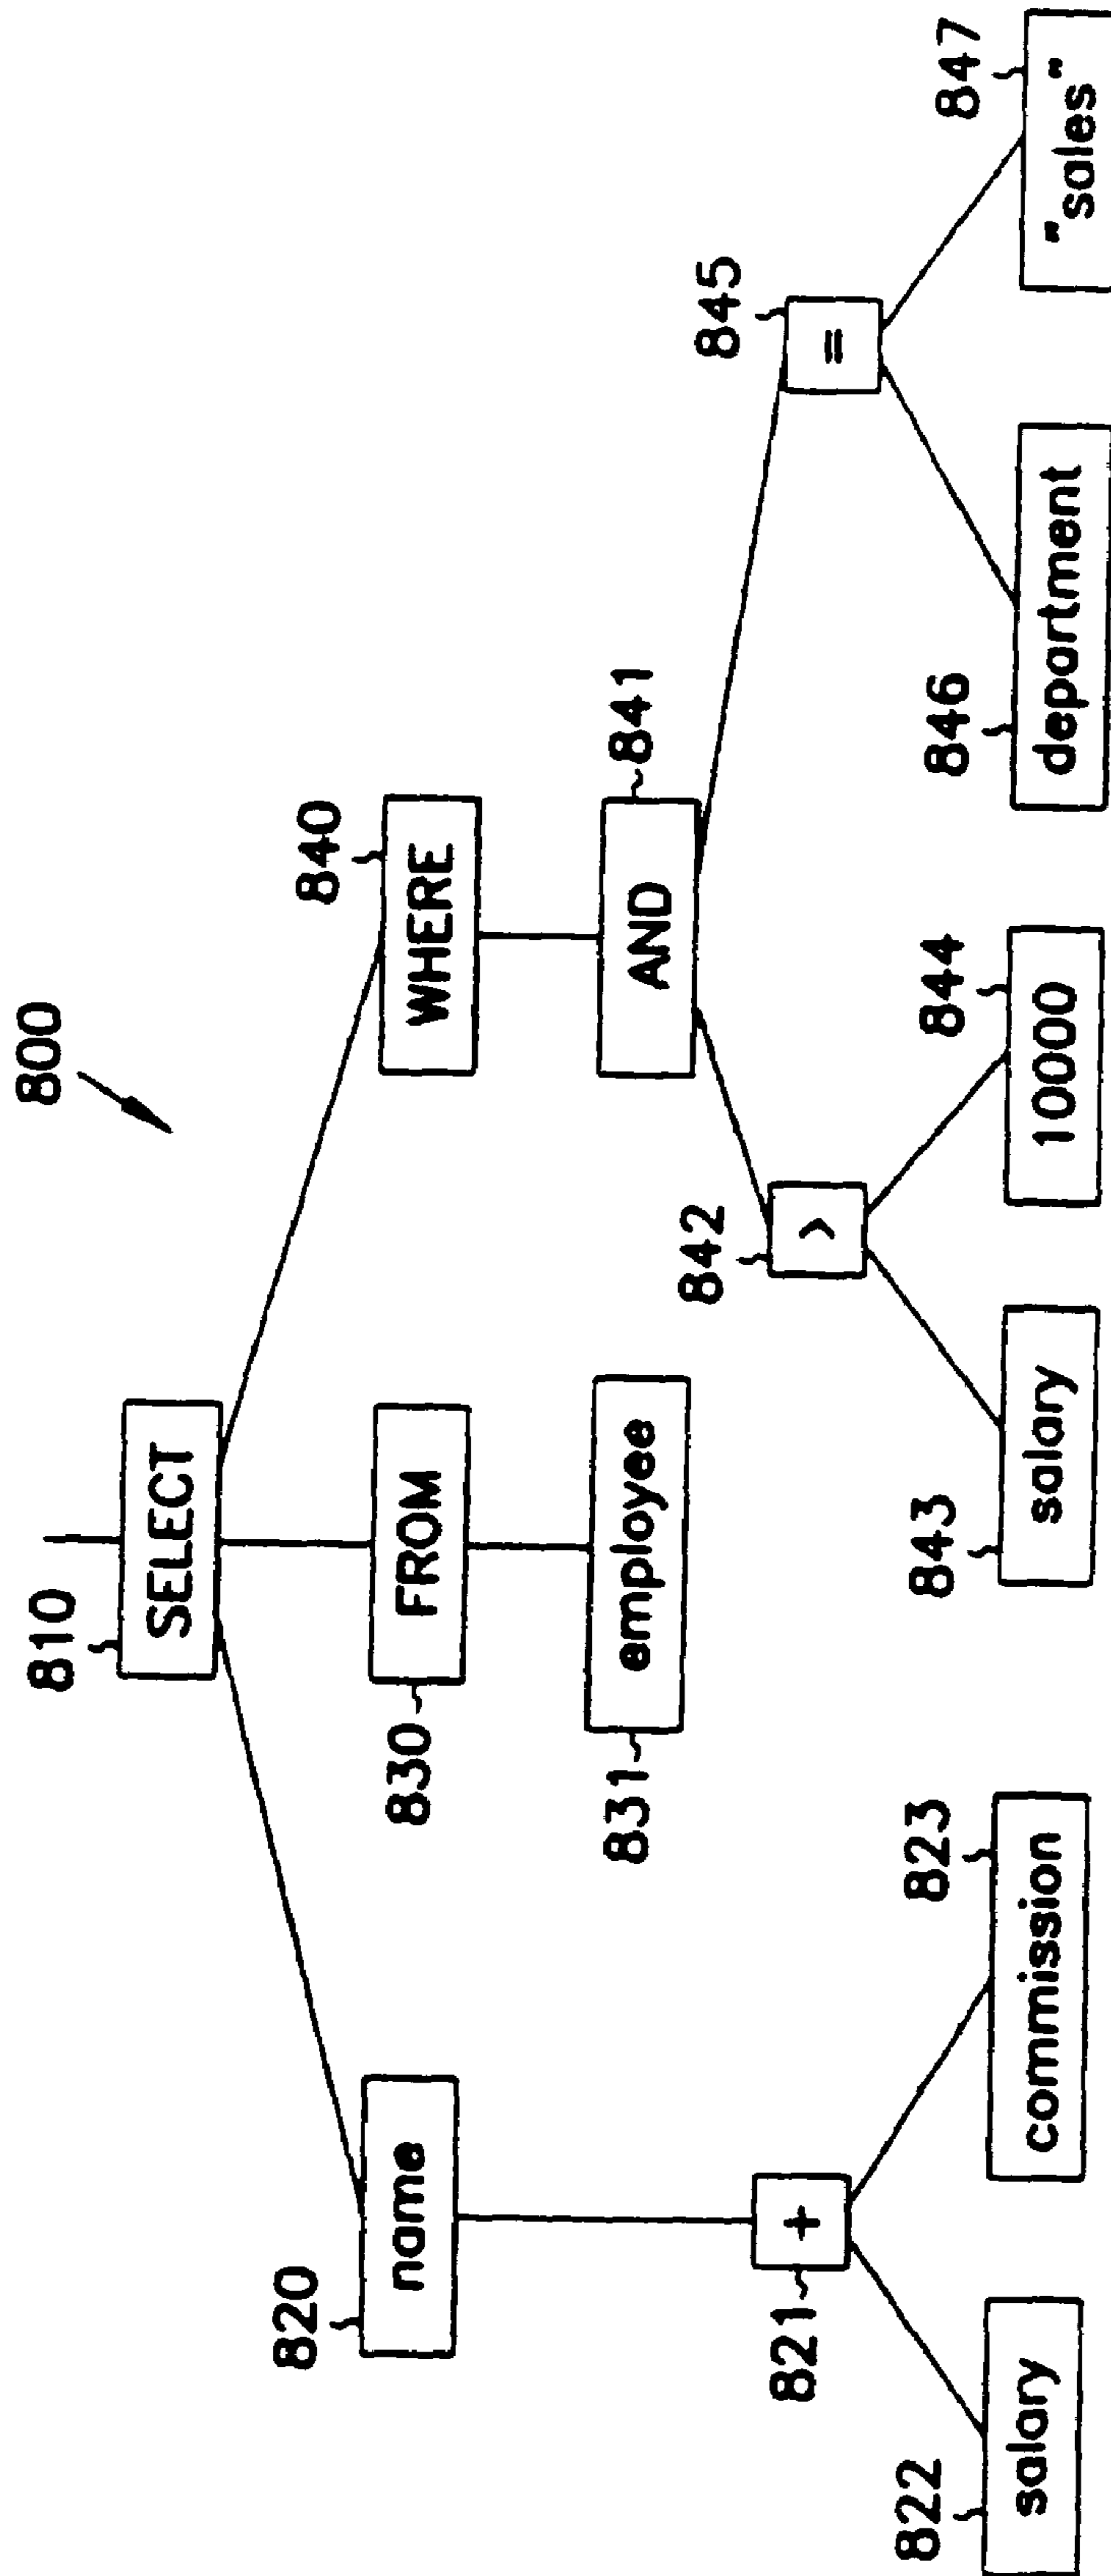 800
810
SELECT
820
name
830
FROM
840
WHERE
831
employee
AND
841
821
+
842
>
845
=
822
salary
823
commission
843
salary
844
10000
846
department
847
"sales"